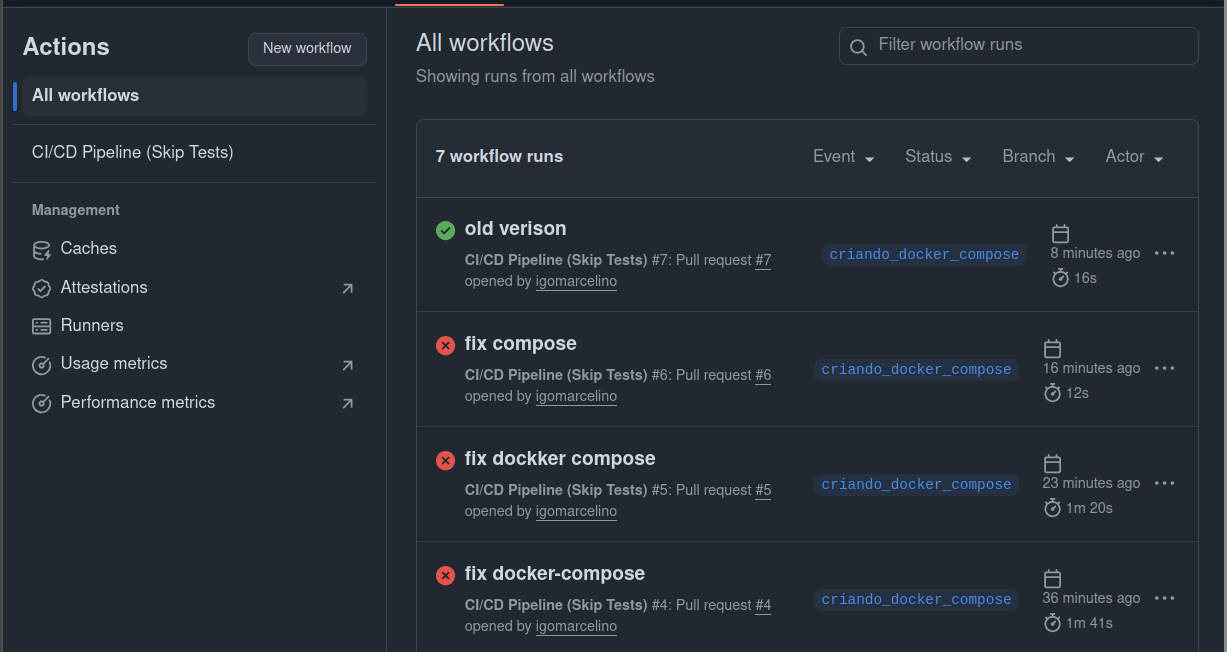 Actions
New workflow
All workflows
CI/CD Pipeline (Skip Tests)
Management
Caches
Attestations
Runners
Usage metrics
Performance metrics
All workflows
Showing runs from all workflows
Filter workflow runs
7 workflow runs
Event
Status
Branch
Actor
old verison
CI/CD Pipeline (Skip Tests) #7: Pull request #7
opened by igomarcelino
criando_docker_compose
8 minutes ago
16s
fix compose
CI/CD Pipeline (Skip Tests) #6: Pull request #6
opened by igomarcelino
criando_docker_compose
16 minutes ago
12s
fix dockker compose
CI/CD Pipeline (Skip Tests) #5: Pull request #5
opened by igomarcelino
criando_docker_compose
23 minutes ago
1m 20s
fix docker-compose
CI/CD Pipeline (Skip Tests) #4: Pull request #4
opened by igomarcelino
criando_docker_compose
36 minutes ago
1m 41s